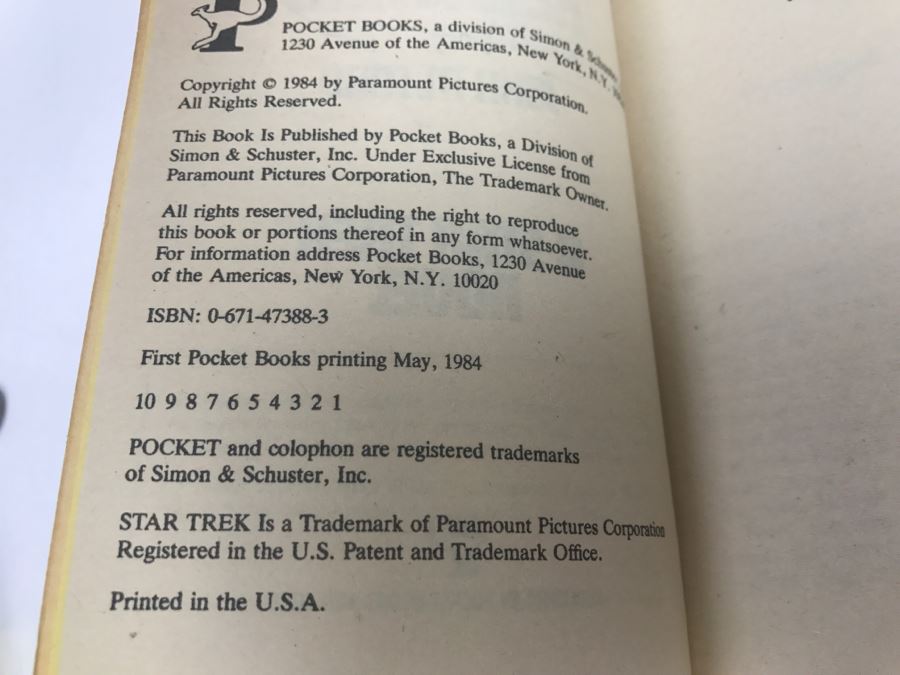 P
POCKET BOOKS, a division of Simon & Schuster
1230 Avenue of the Americas, New York, N.Y.
Copyright © 1984 by Paramount Pictures Corporation.
All Rights Reserved.
This Book Is Published by Pocket Books, a Division of
Simon & Schuster, Inc. Under Exclusive License from
Paramount Pictures Corporation, The Trademark Owner.
All rights reserved, including the right to reproduce
this book or portions thereof in any form whatsoever.
For information address Pocket Books, 1230 Avenue
of the Americas, New York, N.Y. 10020
ISBN: 0-671-47388-3
First Pocket Books printing May, 1984
10 9 8 7 6 5 4 3 2 1
POCKET and colophon are registered trademarks
of Simon & Schuster, Inc.
STAR TREK Is a Trademark of Paramount Pictures Corporation
Registered in the U.S. Patent and Trademark Office.
Printed in the U.S.A.